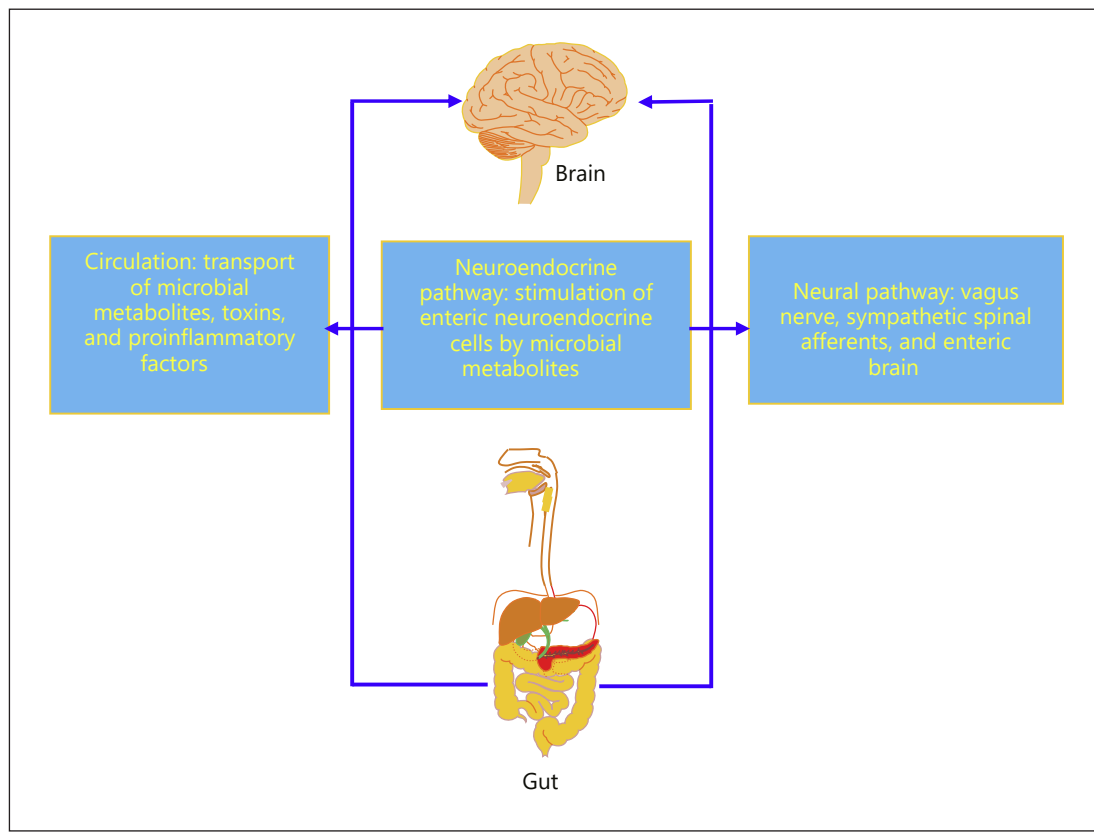 Brain
Circulation: transport
of microbial
metabolites, toxins,
and proinflammatory
factors
Neuroendocrine
pathway: stimulation of
enteric neuroendocrine
cells by microbial
metabolites
Neural pathway: vagus
nerve, sympathetic spinal
afferents, and enteric
brain
Gut